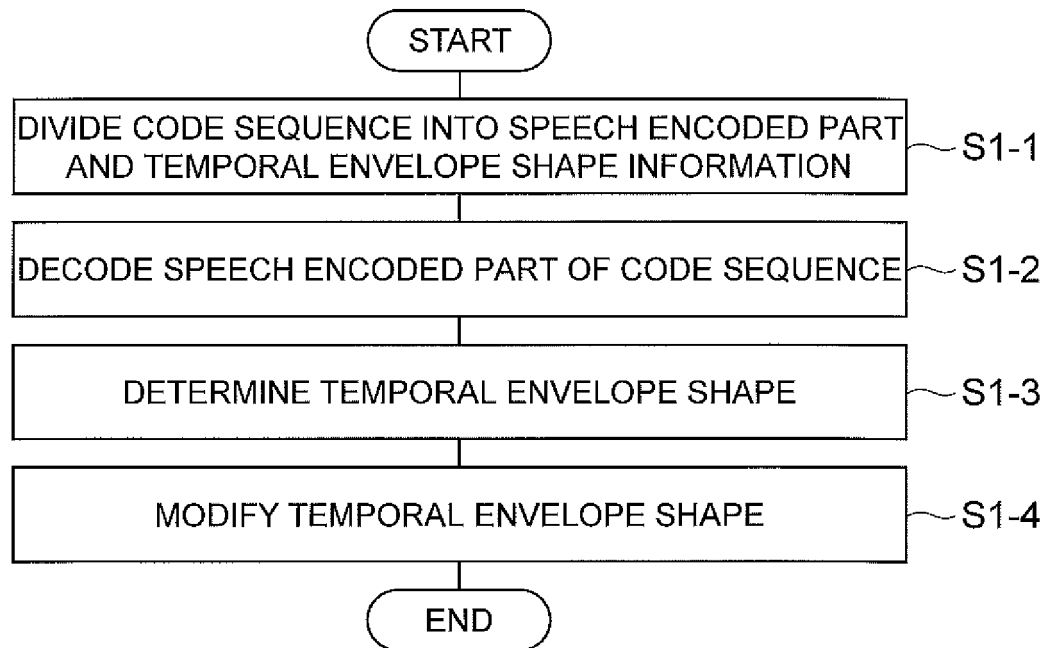 START
DIVIDE CODE SEQUENCE INTO SPEECH ENCODED PART
AND TEMPORAL ENVELOPE SHAPE INFORMATION
S1-1
DECODE SPEECH ENCODED PART OF CODE SEQUENCE
S1-2
DETERMINE TEMPORAL ENVELOPE SHAPE
S1-3
MODIFY TEMPORAL ENVELOPE SHAPE
S1-4
END